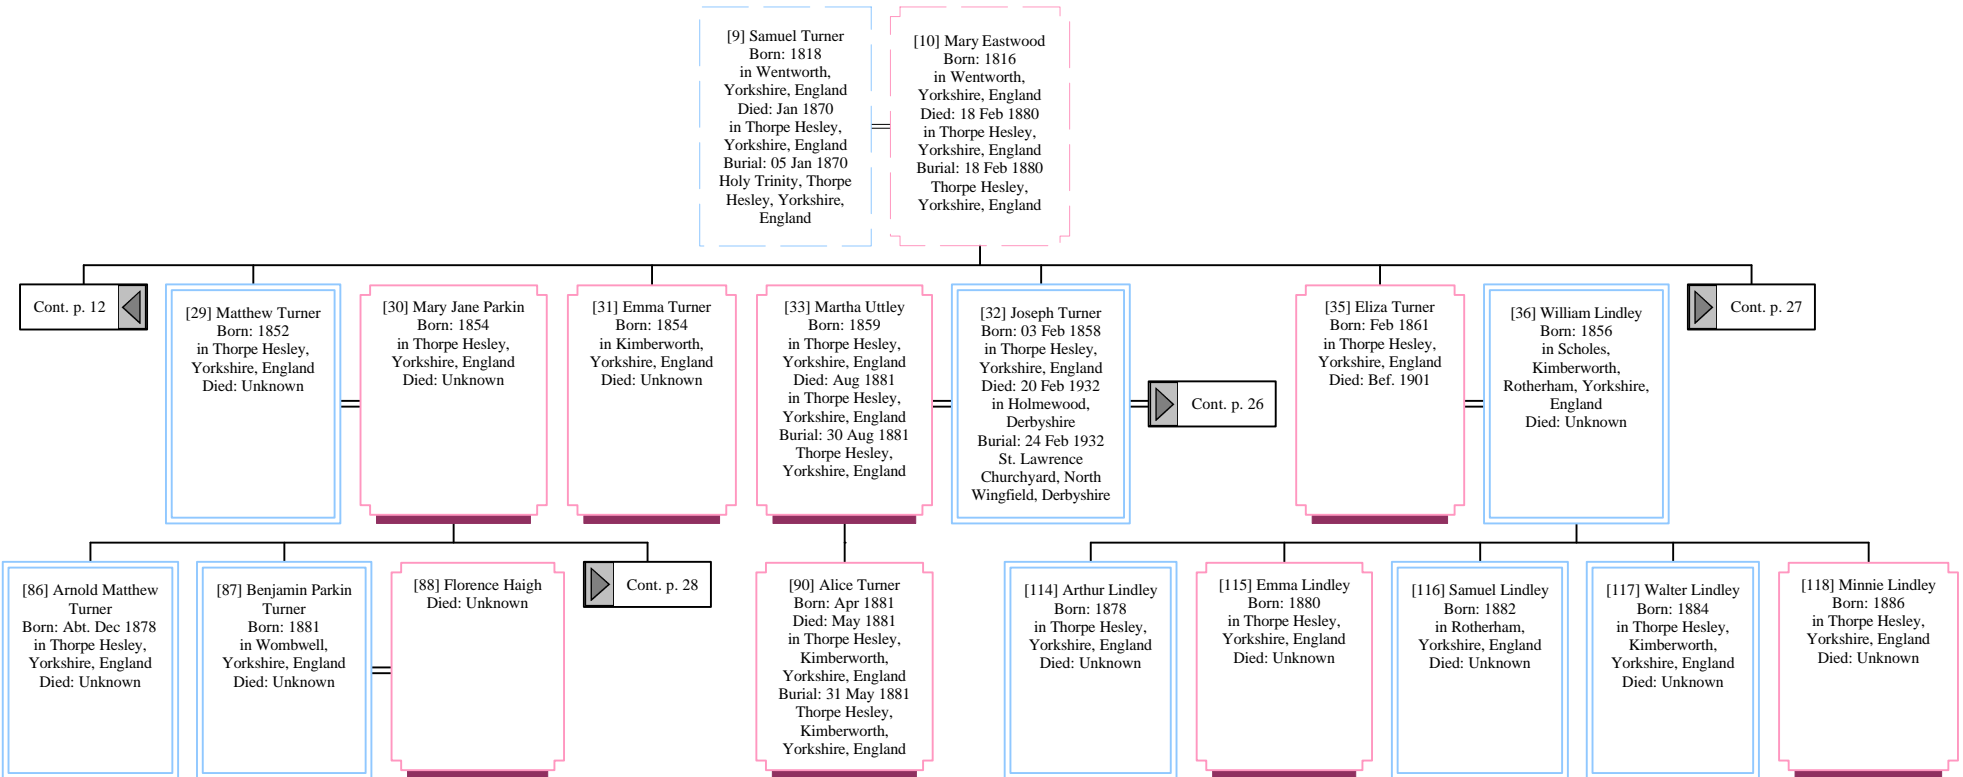 [9] Samuel Turner
Born: 1818
in Wentworth,
Yorkshire, England
Died: Jan 1870
in Thorpe Hesley,
Yorkshire, England
Burial: 05 Jan 1870
Holy Trinity, Thorpe
Hesley, Yorkshire,
England
[10] Mary Eastwood
Born: 1816
in Wentworth,
Yorkshire, England
Died: 18 Feb 1880
in Thorpe Hesley,
Yorkshire, England
Burial: 18 Feb 1880
Thorpe Hesley,
Yorkshire, England
Cont. p. 12
[29] Matthew Turner
Born: 1852
in Thorpe Hesley,
Yorkshire, England
Died: Unknown
[30] Mary Jane Parkin
Born: 1854
in Thorpe Hesley,
Yorkshire, England
Died: Unknown
[31] Emma Turner
Born: 1854
in Kimberworth,
Yorkshire, England
Died: Unknown
[33] Martha Uttley
Born: 1859
in Thorpe Hesley,
Yorkshire, England
Died: Aug 1881
in Thorpe Hesley,
Yorkshire, England
Burial: 30 Aug 1881
Thorpe Hesley,
Yorkshire, England
[32] Joseph Turner
Born: 03 Feb 1858
in Thorpe Hesley,
Yorkshire, England
Died: 20 Feb 1932
in Holmewood,
Derbyshire
Burial: 24 Feb 1932
St. Lawrence
Churchyard, North
Wingfield, Derbyshire
Cont. p. 26
[35] Eliza Turner
Born: Feb 1861
in Thorpe Hesley,
Yorkshire, England
Died: Bef. 1901
[36] William Lindley
Born: 1856
in Scholes,
Kimberworth,
Rotherham, Yorkshire,
England
Died: Unknown
Cont. p. 27
[86] Arnold Matthew
Turner
Born: Abt. Dec 1878
in Thorpe Hesley,
Yorkshire, England
Died: Unknown
[87] Benjamin Parkin
Turner
Born: 1881
in Wombwell,
Yorkshire, England
Died: Unknown
[88] Florence Haigh
Died: Unknown
Cont. p. 28
[90] Alice Turner
Born: Apr 1881
Died: May 1881
in Thorpe Hesley,
Kimberworth,
Yorkshire, England
Burial: 31 May 1881
Thorpe Hesley,
Kimberworth,
Yorkshire, England
[114] Arthur Lindley
Born: 1878
in Thorpe Hesley,
Yorkshire, England
Died: Unknown
[115] Emma Lindley
Born: 1880
in Thorpe Hesley,
Yorkshire, England
Died: Unknown
[116] Samuel Lindley
Born: 1882
in Rotherham,
Yorkshire, England
Died: Unknown
[117] Walter Lindley
Born: 1884
in Thorpe Hesley,
Kimberworth,
Yorkshire, England
Died: Unknown
[118] Minnie Lindley
Born: 1886
in Thorpe Hesley,
Yorkshire, England
Died: Unknown